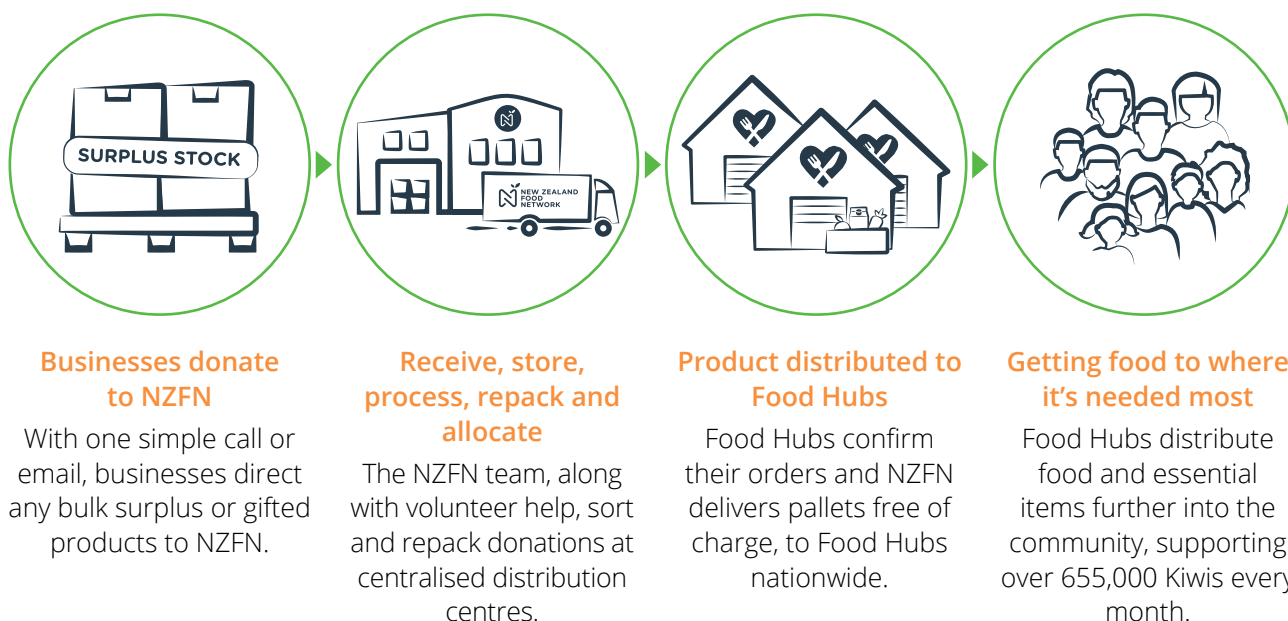 SURPLUS STOCK
NEW ZEALAND
FOOD
NETWORK
Businesses donate
to NZFN
With one simple call or
email, businesses direct
any bulk surplus or gifted
products to NZFN.
Receive, store,
process, repack and
allocate
The NZFN team, along
with volunteer help, sort
and repack donations at
centralised distribution
centres.
Product distributed to
Food Hubs
Food Hubs confirm
their orders and NZFN
delivers pallets free of
charge, to Food Hubs
nationwide.
Getting food to where
it’s needed most
Food Hubs distribute
food and essential
items further into the
community, supporting
over 655,000 Kiwis every
month.